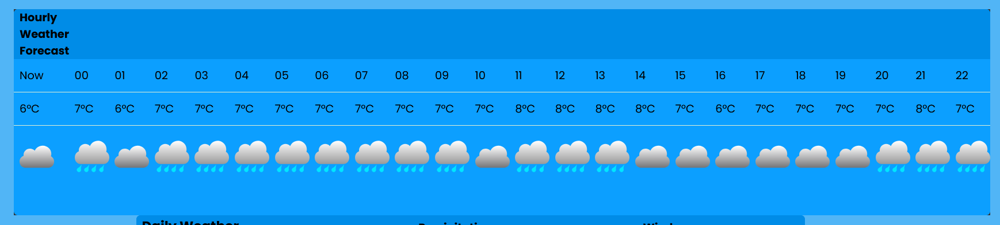 Hourly
Weather
Forecast
Now 00 01 02 03 04 05 06 07 08 09 10 11 12 13 14 15 16 17 18 19 20 21 22
6°C 7°C 6°C 7°C 7°C 7°C 7°C 7°C 7°C 7°C 7°C 7°C 8°C 8°C 8°C 8°C 7°C 6°C 7°C 7°C 7°C 7°C 8°C 7°C
Daily Weather